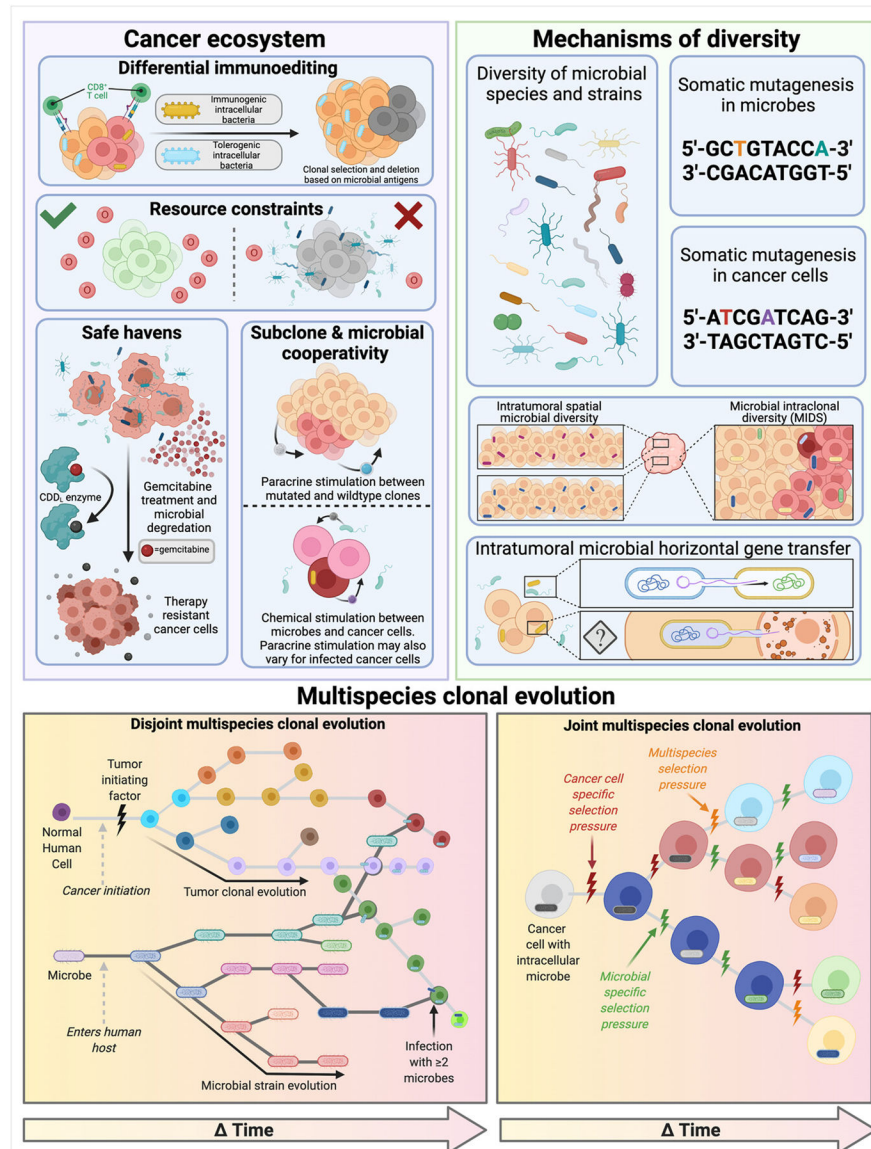 Cancer ecosystem
Differential immunoediting
CD8+
T cell
Immunogenic
intracellular
bacteria
Tolerogenic
intracellular
bacteria
Clonal selection and deletion
based on microbial antigens
Resource constraints
O
O
O
O
O
O
O
O
O
O
O
Safe havens
CDDL enzyme
Gemcitabine
treatment and
microbial
degredation
=gemcitabine
Therapy
resistant
cancer cells
Subclone & microbial
cooperativity
Paracrine stimulation between
mutated and wildtype clones
Chemical stimulation between
microbes and cancer cells.
Paracrine stimulation may also
vary for infected cancer cells
Mechanisms of diversity
Diversity of microbial
species and strains
Somatic mutagenesis
in microbes
5'-GCTGTACCA-3'
3'-CGACATGGT-5'
Somatic mutagenesis
in cancer cells
5'-ATCGATCAG-3'
3'-TAGCTAGTC-5'
Intratumoral spatial
microbial diversity
Microbial intraclonal
diversity (MIDS)
Intratumoral microbial horizontal gene transfer
?
Multispecies clonal evolution
Disjoint multispecies clonal evolution
Tumor
initiating
factor
Normal
Human
Cell
Cancer initiation
Tumor clonal evolution
Microbe
Enters human
host
Microbial strain evolution
Infection
with ≥2
microbes
Joint multispecies clonal evolution
Multispecies
selection
pressure
Cancer cell
specific
selection
pressure
Cancer
cell with
intracellular
microbe
Microbial
specific
selection
pressure
Δ Time
Δ Time